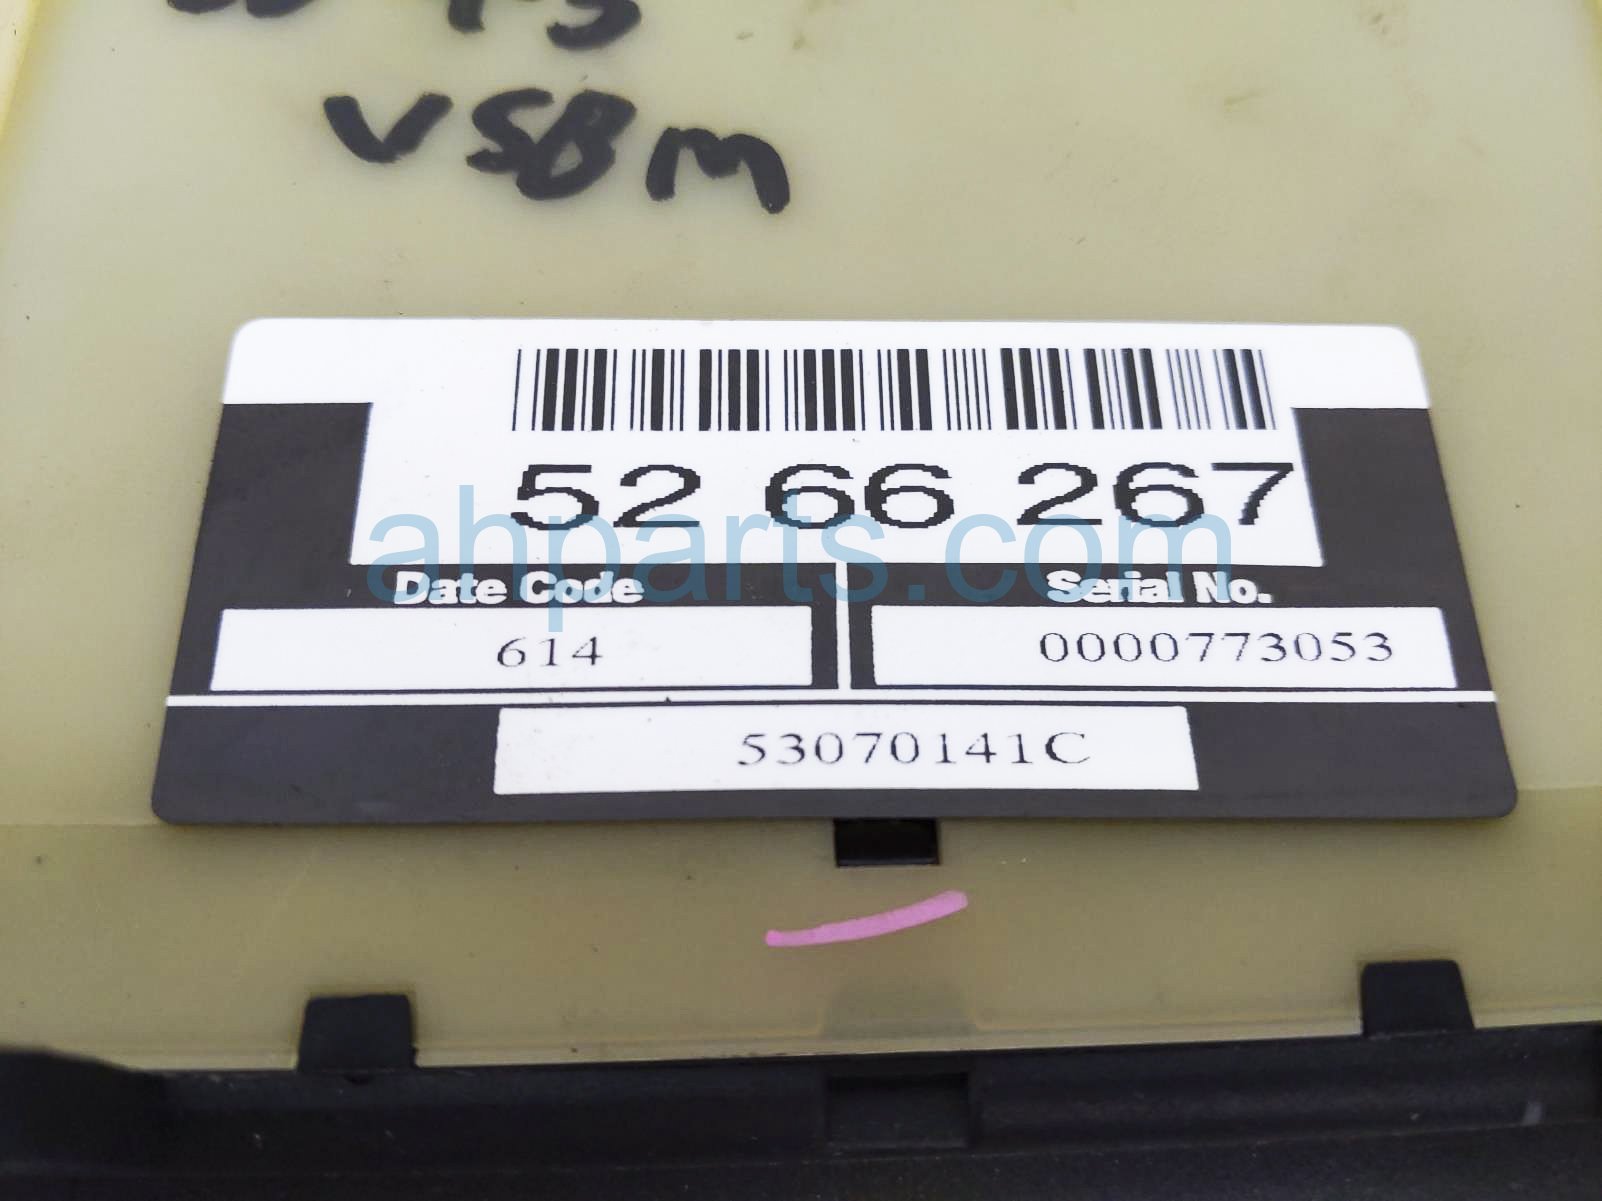 VSBM
52 66 267
ahparts.com
Date Code
Serial No.
614
0000773053
53070141C